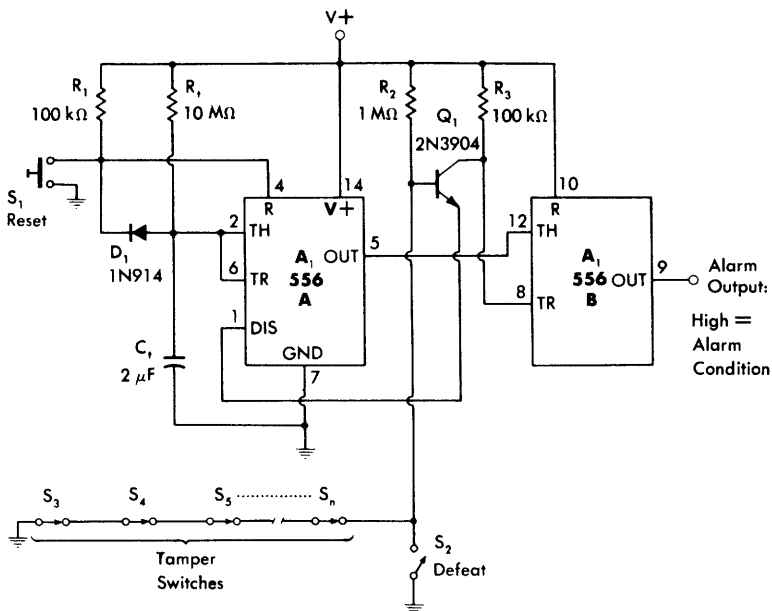 V+
R₁
100 kΩ
Rₜ
10 MΩ
R₂
1 MΩ
Q₁
2N3904
R₃
100 kΩ
S₁
Reset
4
R
14
V+
10
R
2
TH
D₁
1N914
6
TR
A₁
556
A
OUT
5
12
TH
A₁
556
B
OUT
9
Alarm
Output:
High =
Alarm
Condition
8
TR
1
DIS
GND
7
Cₜ
2 μF
S₃
S₄
S₅ .............. Sₙ
Tamper
Switches
S₂
Defeat